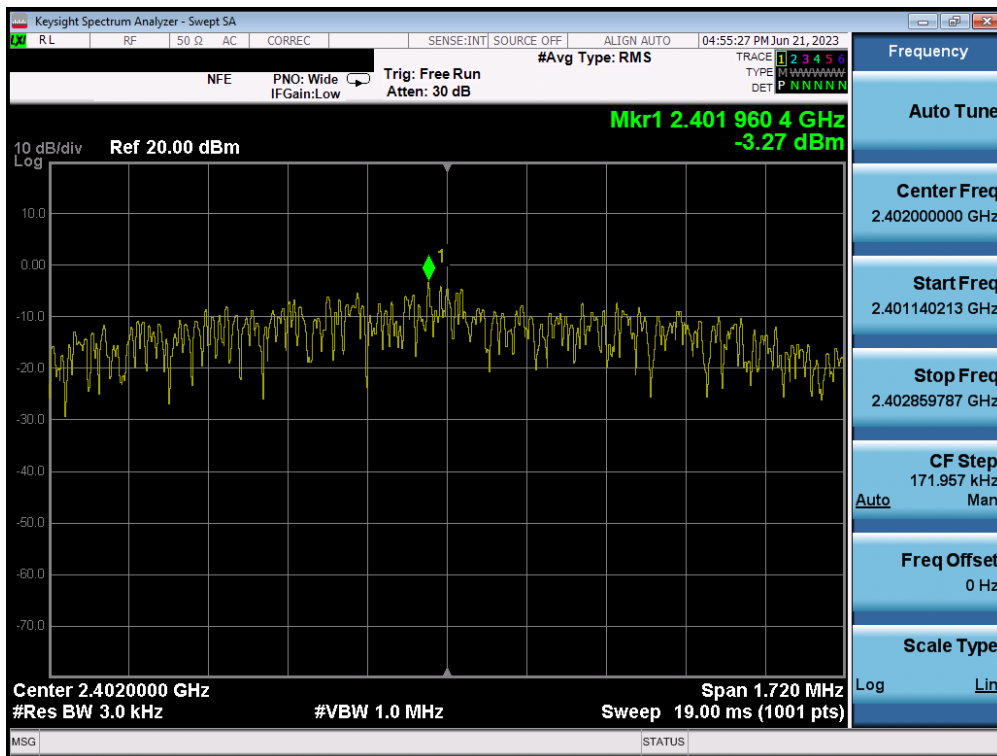 Keysight Spectrum Analyzer - Swept SA
LXI RL RF 50 Ω AC CORREC SENSE:INT SOURCE OFF ALIGN AUTO 04:55:27 PM Jun 21, 2023
NFE PNO: Wide Trig: Free Run #Avg Type: RMS TRACE 1 2 3 4 5 6
IFGain:Low Atten: 30 dB TYPE M WWWWW
DET P N N N N N
Mkr1 2.401 960 4 GHz
-3.27 dBm
10 dB/div Ref 20.00 dBm
Log
10.0
0.00
-10.0
-20.0
-30.0
-40.0
-50.0
-60.0
-70.0
1
Center 2.4020000 GHz Span 1.720 MHz
#Res BW 3.0 kHz #VBW 1.0 MHz Sweep 19.00 ms (1001 pts)
MSG STATUS
Frequency
Auto Tune
Center Freq
2.402000000 GHz
Start Freq
2.401140213 GHz
Stop Freq
2.402859787 GHz
CF Step
171.957 kHz
Auto Man
Freq Offset
0 Hz
Scale Type
Log Lin